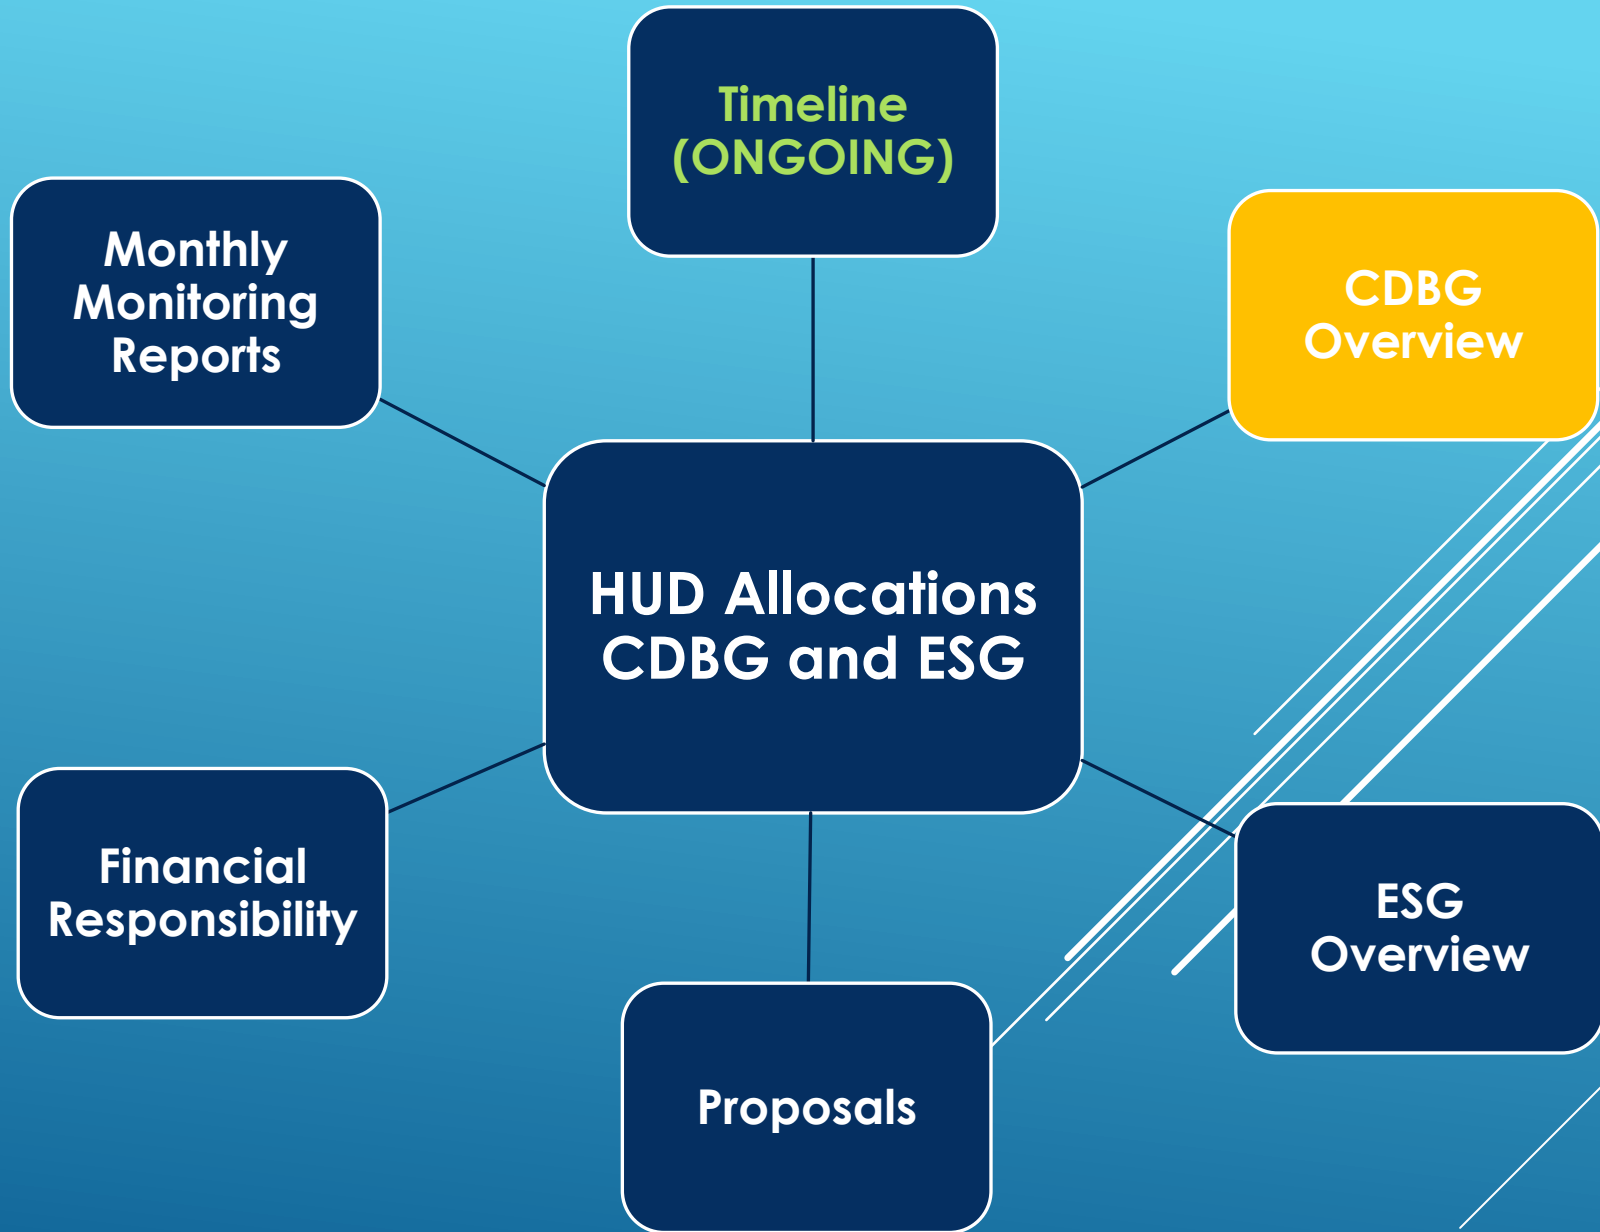 Timeline
(ONGOING)
Monthly
Monitoring
Reports
CDBG
Overview
HUD Allocations
CDBG and ESG
Financial
Responsibility
ESG
Overview
Proposals